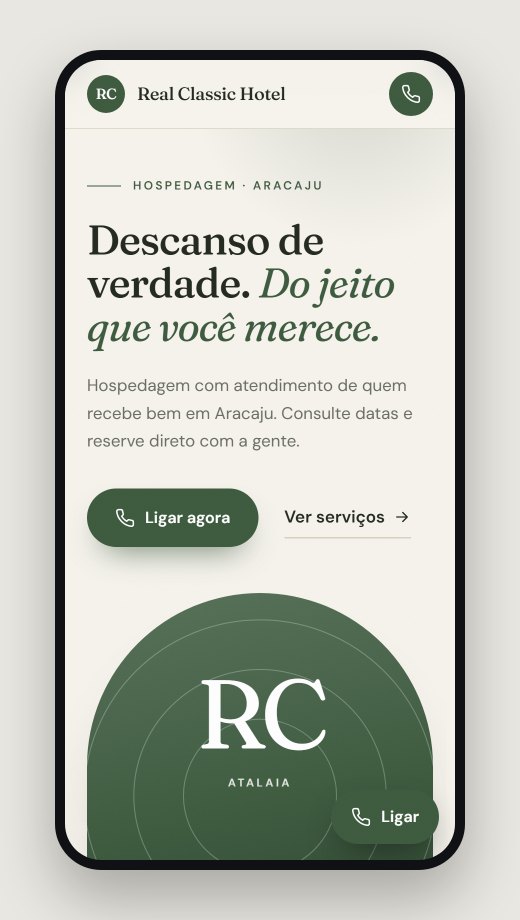 RC Real Classic Hotel
HOSPEDAGEM · ARACAJU
Descanso de
verdade. Do jeito
que você merece.
Hospedagem com atendimento de quem
recebe bem em Aracaju. Consulte datas e
reserve direto com a gente.
Ligar agora
Ver serviços →
RC
ATALAIA
Ligar